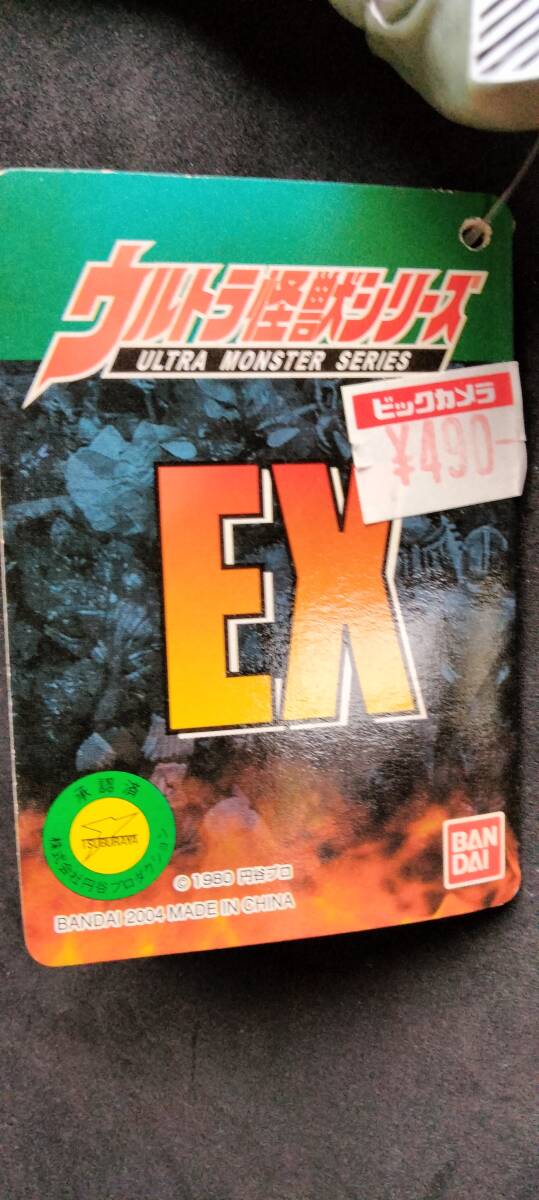 ウルトラ怪獣シリーズ
ULTRA MONSTER SERIES
ビックカメラ
¥490-
EX
承認済
TSUBURAYA
株式会社円谷プロダクション
© 1980 円谷プロ
BANDAI 2004 MADE IN CHINA
BAN
DAI